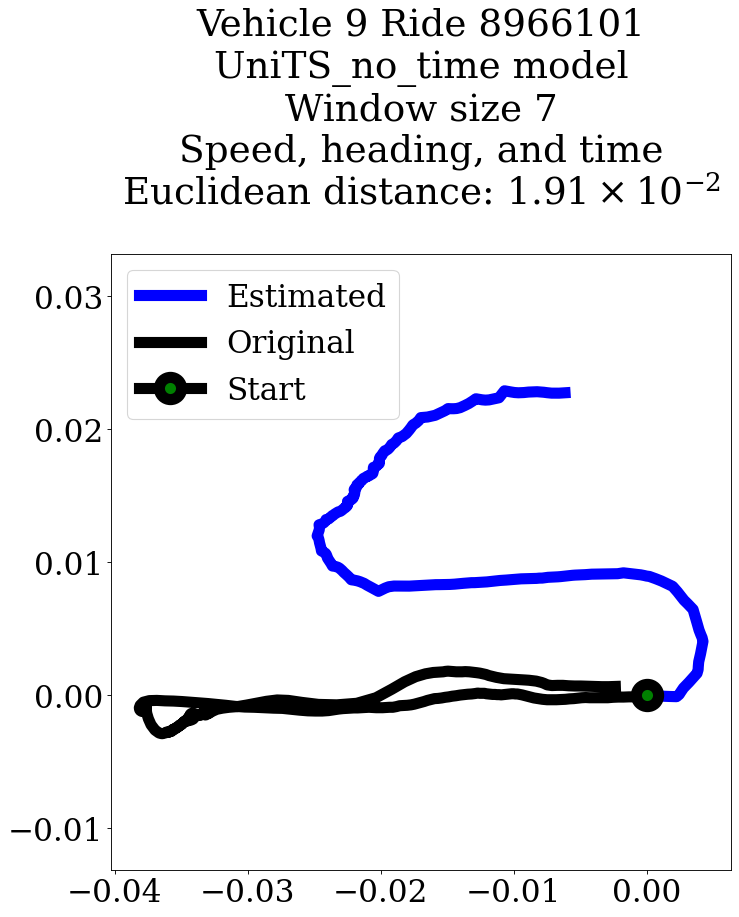 Vehicle 9 Ride 8966101
UniTS_no_time model
Window size 7
Speed, heading, and time
Euclidean distance: 1.91 × 10⁻²
Estimated
Original
Start
0.03
0.02
0.01
0.00
−0.01
−0.04
−0.03
−0.02
−0.01
0.00